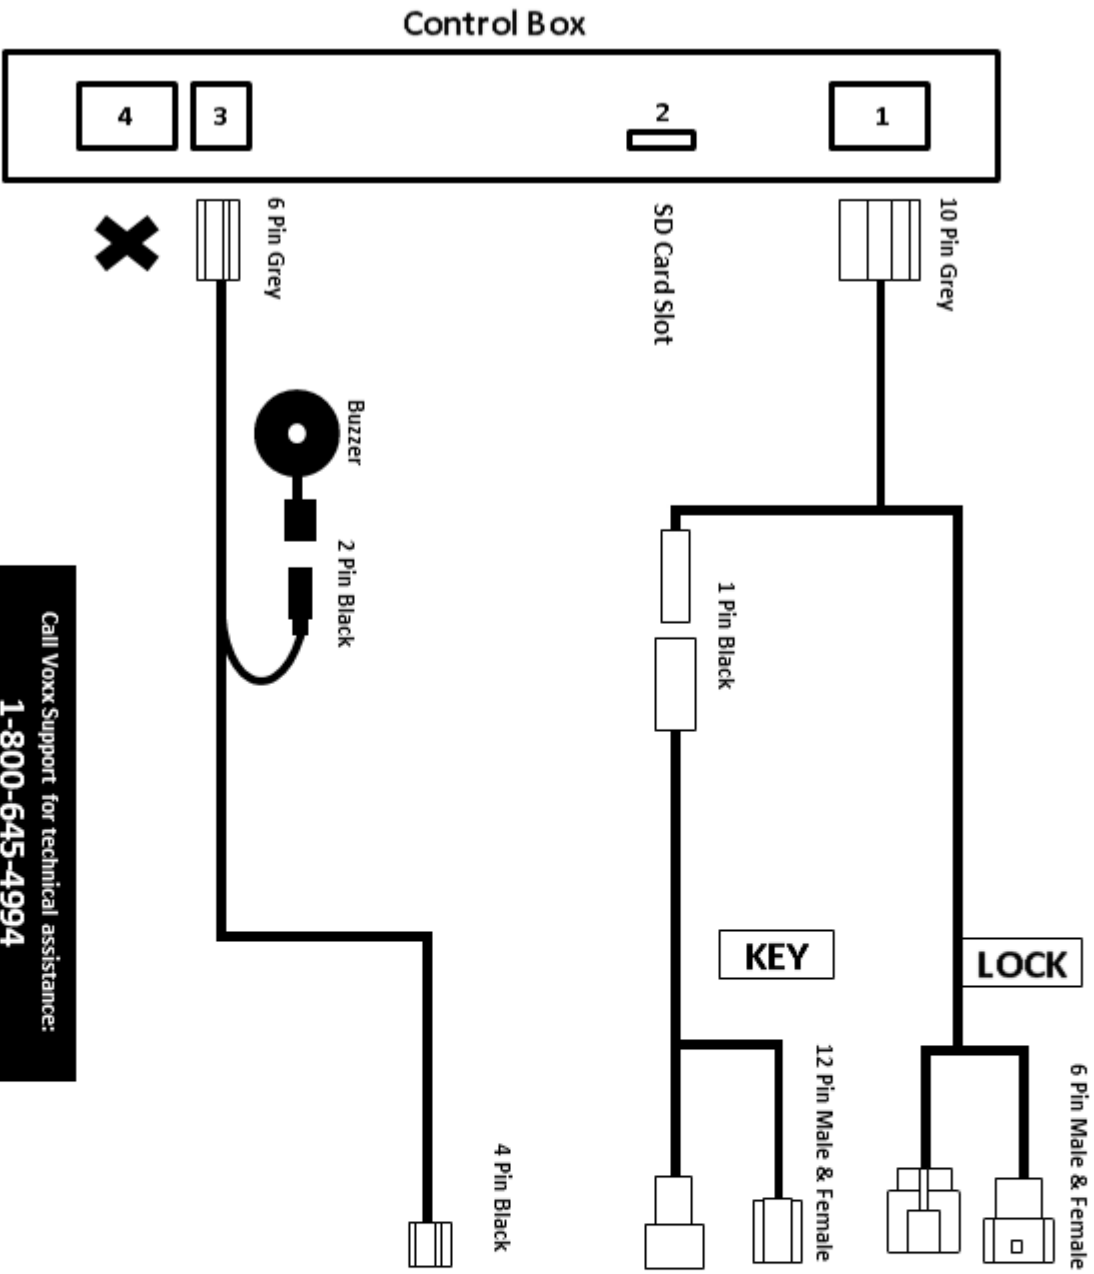 Control Box
4
3
2
1
6 Pin Grey
SD Card Slot
10 Pin Grey
Buzzer
2 Pin Black
1 Pin Black
KEY
LOCK
12 Pin Male & Female
6 Pin Male & Female
4 Pin Black
Call Voxx Support for technical assistance:
1-800-645-4994